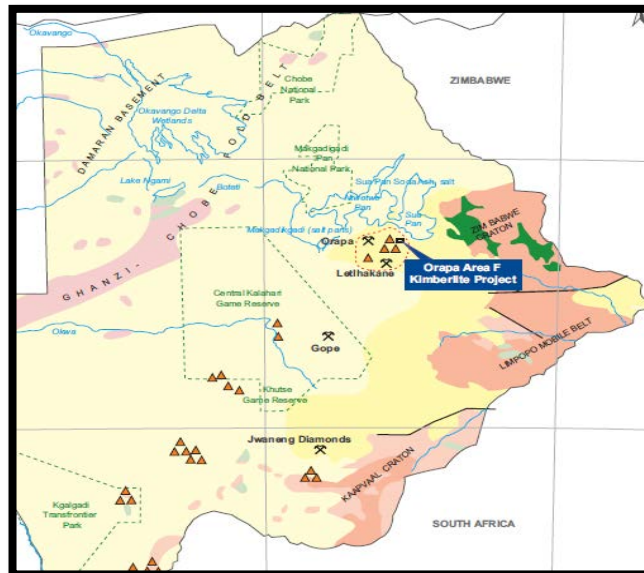 Okavango
Chobe
National
Park
ZIMBABWE
DAMARAN BASEMENT
Okavango Delta
Wetlands
Makgadigadi
Pan
National Park
Lake Ngami
Boteti
Sua Pan Soda Ash, salt
Ntwetwe
Pan
Sua
Pan
Makgadikgadi (salt pans)
GHANZI - CHOBE FOLD BELT
ZIMBABWE
CRATON
Orapa
Letlhakane
Orapa Area F
Kimberlite Project
Central Kalahari
Game Reserve
Okwa
Gope
LIMPOPO MOBILE BELT
Khutse
Game Reserve
Jwaneng Diamonds
KAAPVAAL CRATON
Kgalgadi
Transfrontier
Park
SOUTH AFRICA